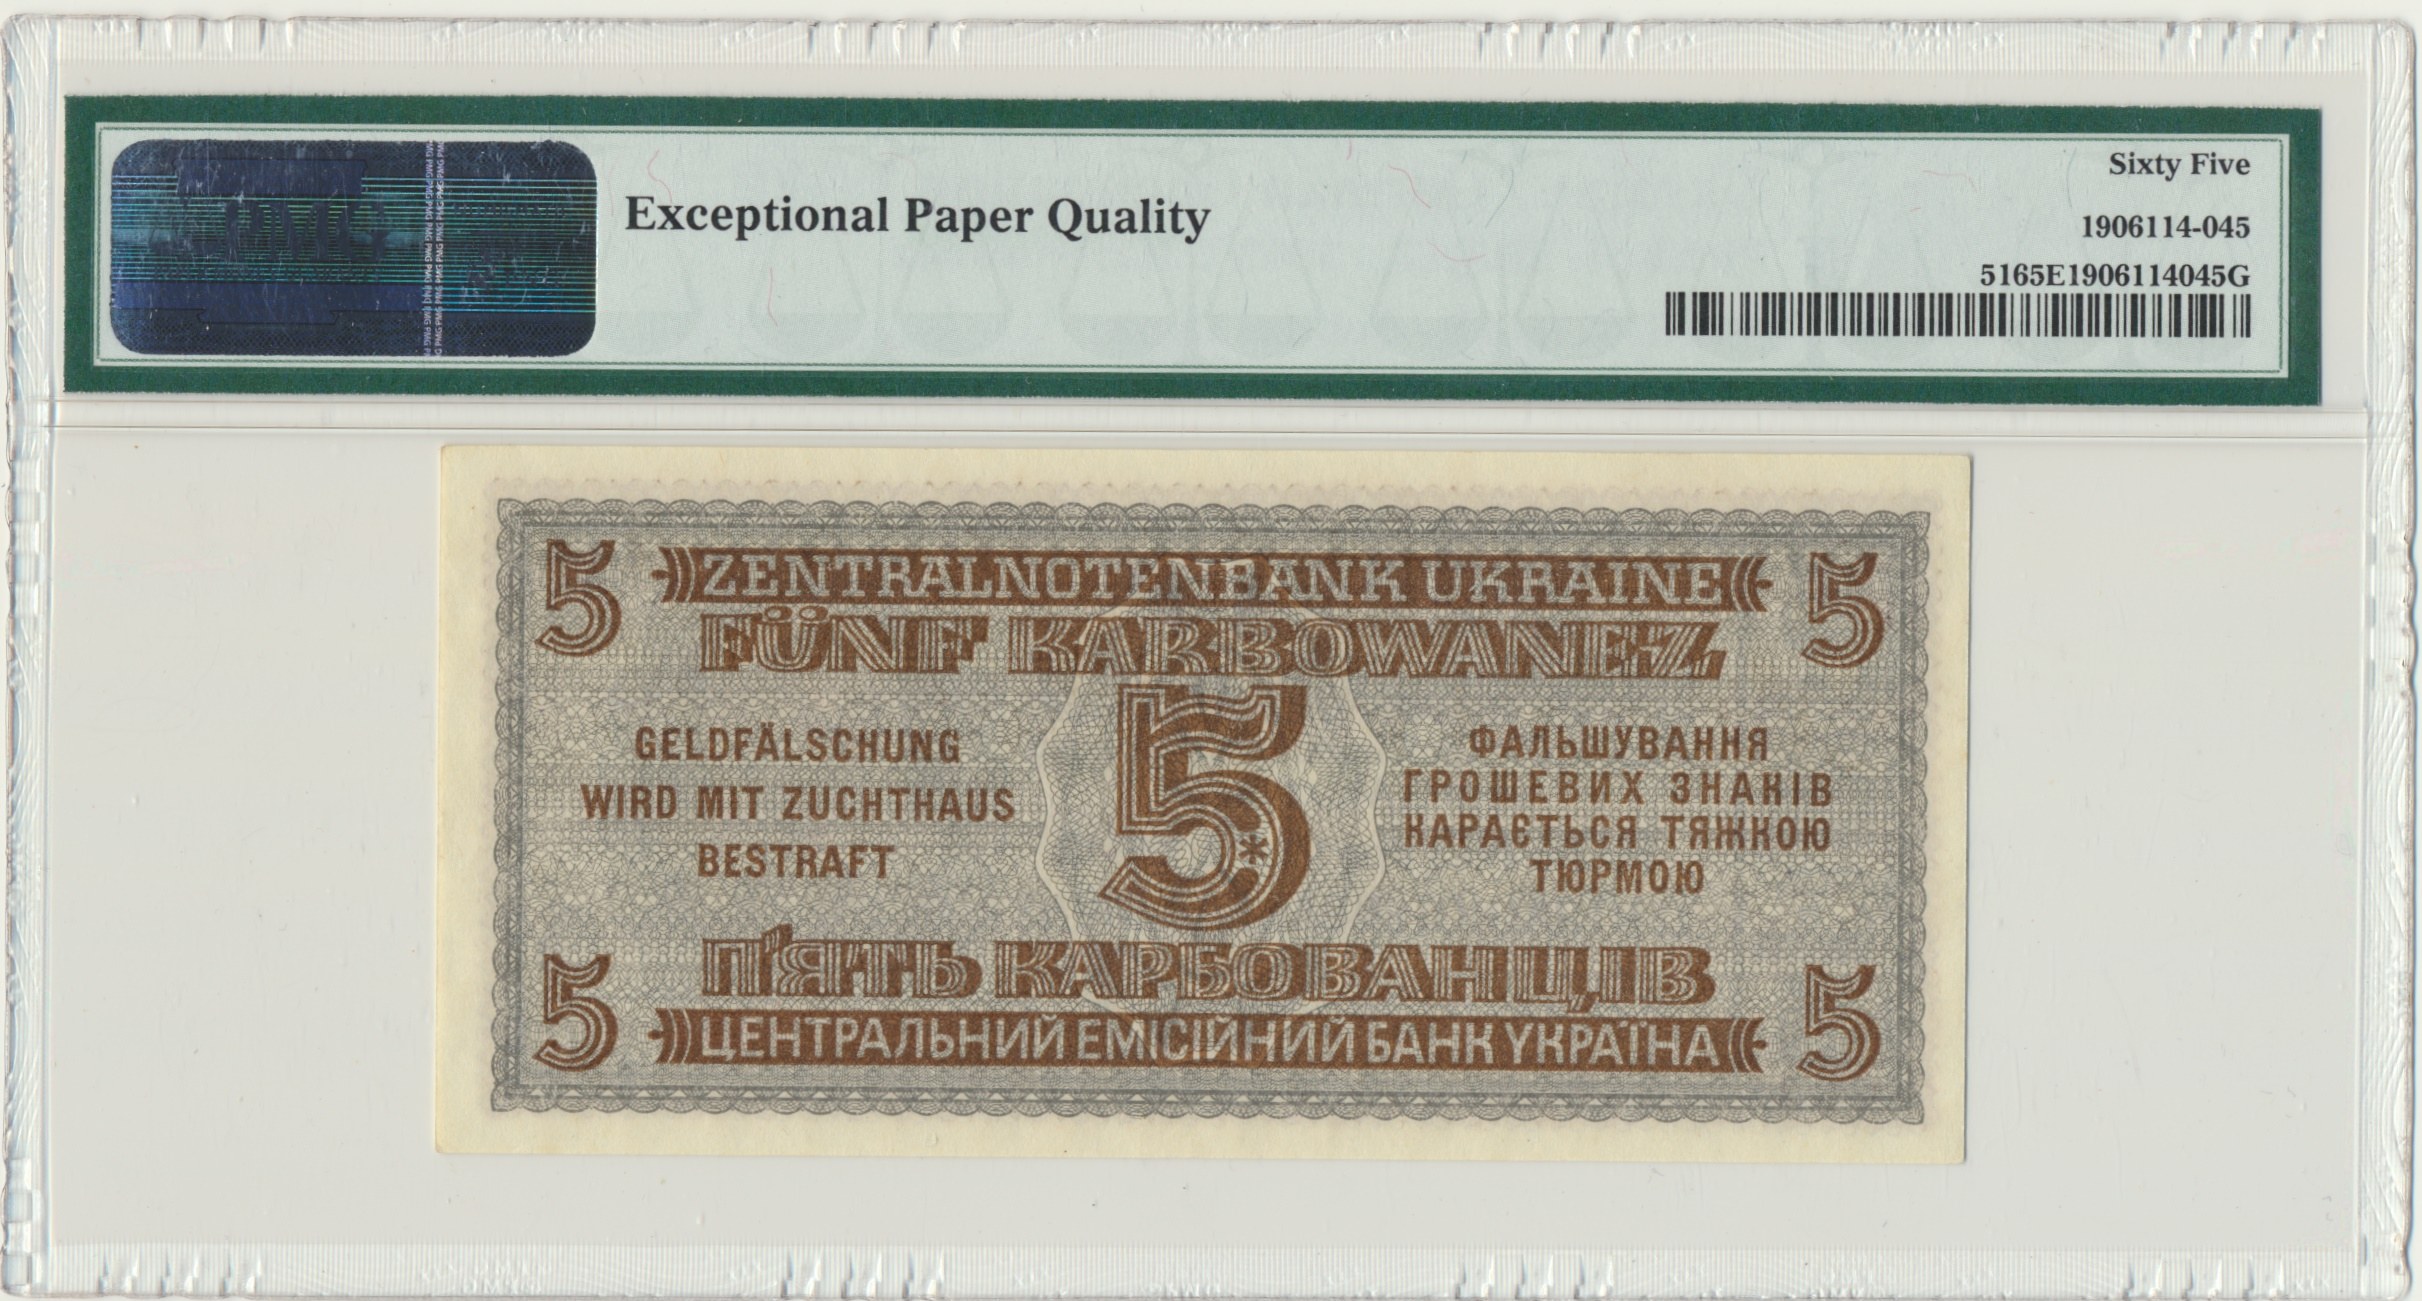 Sixty Five
Exceptional Paper Quality
1906114-045
5165E1906114045G
5 ZENTRALNOTENBANK UKRAINE 5
FÜNF KARBOWANEZ
GELDFÄLSCHUNG
WIRD MIT ZUCHTHAUS
BESTRAFT
5
*
ФАЛЬШУВАННЯ
ГРОШЕВИХ ЗНАКІВ
КАРАЄТЬСЯ ТЯЖКОЮ
ТЮРМОЮ
П'ЯТЬ КАРБОВАНЦІВ
5 ЦЕНТРАЛЬНИЙ ЕМІСІЙНИЙ БАНК УКРАЇНА 5